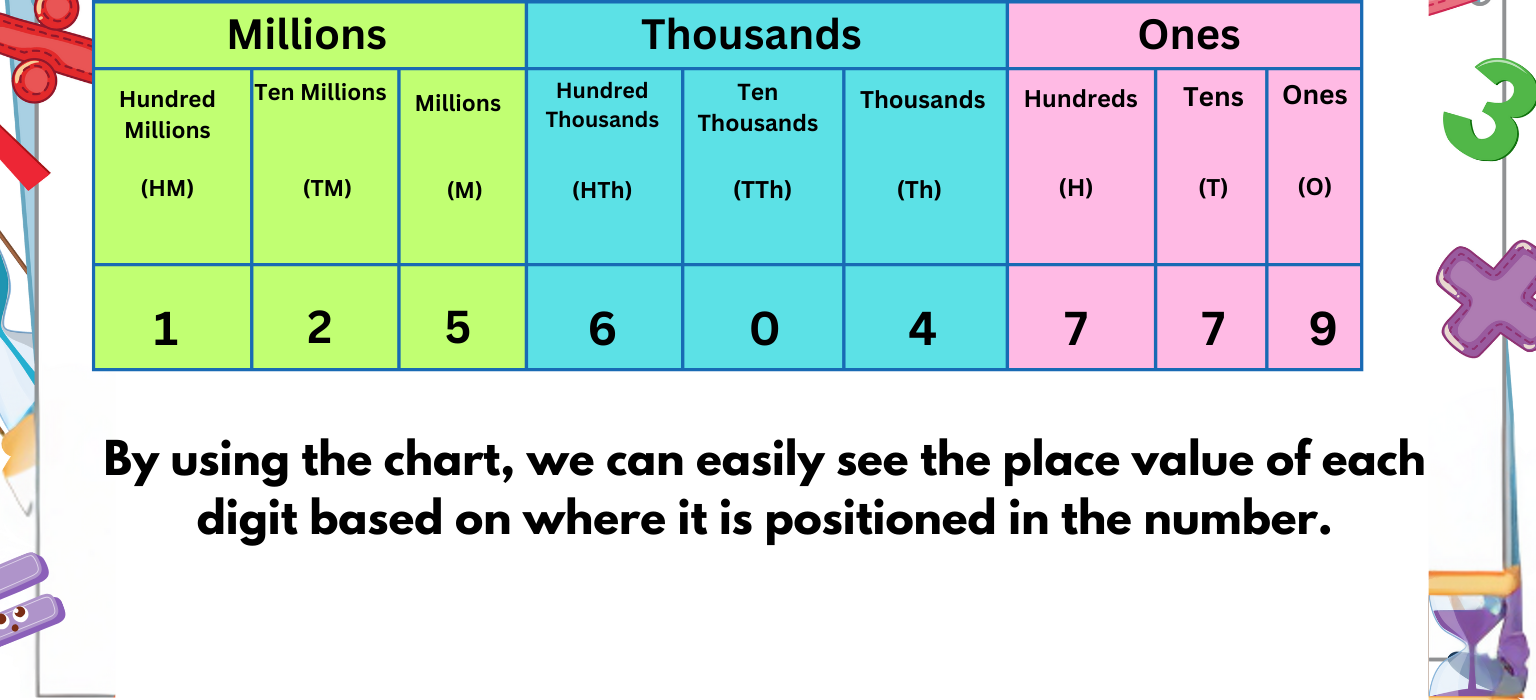 Millions Thousands Ones
Hundred Millions (HM) Ten Millions (TM) Millions (M) Hundred Thousands (HTh) Ten Thousands (TTh) Thousands (Th) Hundreds (H) Tens (T) Ones (O)
1 2 5 6 0 4 7 7 9
By using the chart, we can easily see the place value of each
digit based on where it is positioned in the number.
3